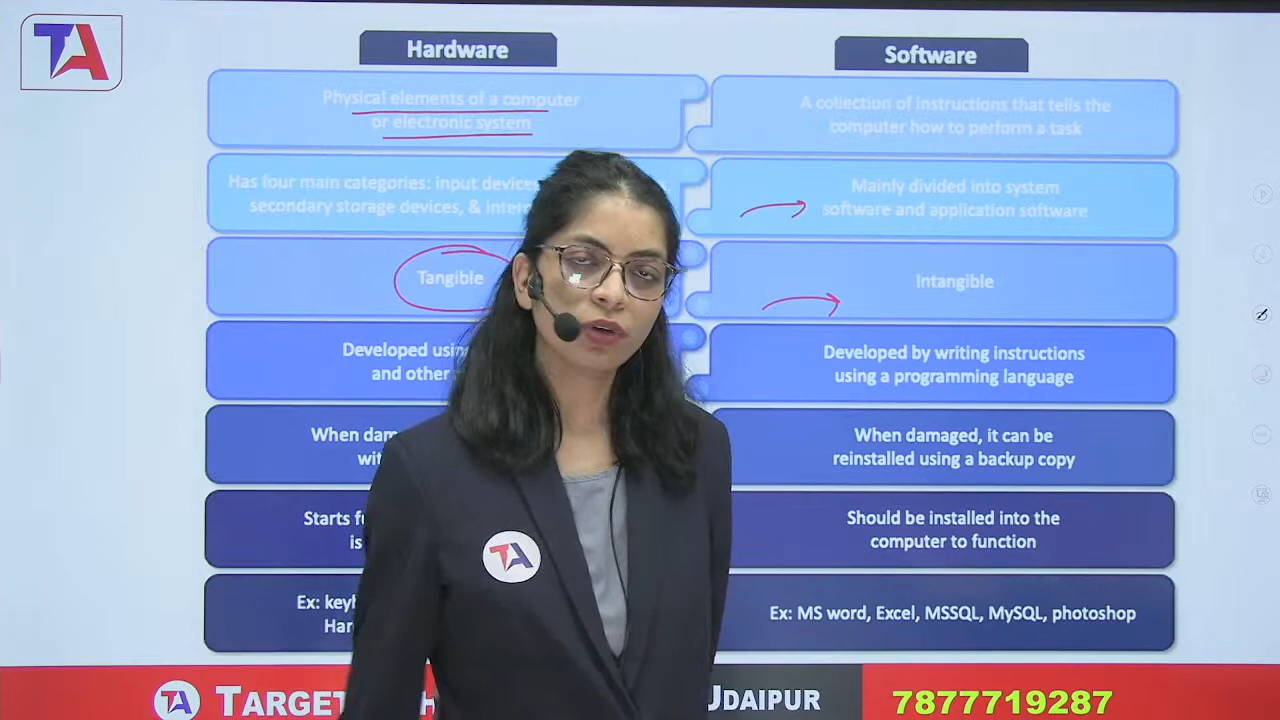 TA
Hardware
Software
Physical elements of a computer
or electronic system
A collection of instructions that tells the
computer how to perform a task
Has four main categories: input
secondary storage devices, &
Mainly divided into system
software and application software
Tangible
Intangible
Developed
and other
Developed by writing instructions
using a programming language
When
When damaged, it can be
reinstalled using a backup copy
Starts
is
Should be installed into the
computer to function
Ex:
Ex: MS word, Excel, MSSQL, MySQL, photoshop
TA
TA
TARGET
UDAIPUR
7877719287